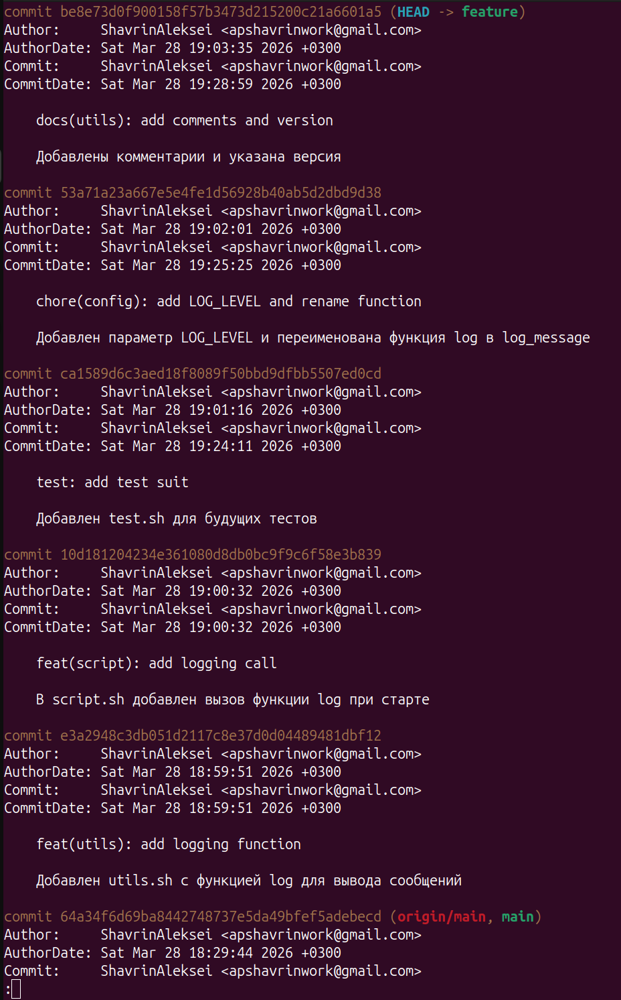 commit be8e73d0f900158f57b3473d215200c21a6601a5 (HEAD -> feature)
Author:     ShavrinAleksei <apshavrinwork@gmail.com>
AuthorDate: Sat Mar 28 19:03:35 2026 +0300
Commit:     ShavrinAleksei <apshavrinwork@gmail.com>
CommitDate: Sat Mar 28 19:28:59 2026 +0300
docs(utils): add comments and version
Добавлены комментарии и указана версия
commit 53a71a23a667e5e4fe1d56928b40ab5d2dbd9d38
Author:     ShavrinAleksei <apshavrinwork@gmail.com>
AuthorDate: Sat Mar 28 19:02:01 2026 +0300
Commit:     ShavrinAleksei <apshavrinwork@gmail.com>
CommitDate: Sat Mar 28 19:25:25 2026 +0300
chore(config): add LOG_LEVEL and rename function
Добавлен параметр LOG_LEVEL и переименована функция log в log_message
commit ca1589d6c3aed18f8089f50bbd9dfbb5507ed0cd
Author:     ShavrinAleksei <apshavrinwork@gmail.com>
AuthorDate: Sat Mar 28 19:01:16 2026 +0300
Commit:     ShavrinAleksei <apshavrinwork@gmail.com>
CommitDate: Sat Mar 28 19:24:11 2026 +0300
test: add test suit
Добавлен test.sh для будущих тестов
commit 10d181204234e361080d8db0bc9f9c6f58e3b839
Author:     ShavrinAleksei <apshavrinwork@gmail.com>
AuthorDate: Sat Mar 28 19:00:32 2026 +0300
Commit:     ShavrinAleksei <apshavrinwork@gmail.com>
CommitDate: Sat Mar 28 19:00:32 2026 +0300
feat(script): add logging call
В script.sh добавлен вызов функции log при старте
commit e3a2948c3db051d2117c8e37d0d04489481dbf12
Author:     ShavrinAleksei <apshavrinwork@gmail.com>
AuthorDate: Sat Mar 28 18:59:51 2026 +0300
Commit:     ShavrinAleksei <apshavrinwork@gmail.com>
CommitDate: Sat Mar 28 18:59:51 2026 +0300
feat(utils): add logging function
Добавлен utils.sh с функцией log для вывода сообщений
commit 64a34f6d69ba8442748737e5da49bfef5adebecd (origin/main, main)
Author:     ShavrinAleksei <apshavrinwork@gmail.com>
AuthorDate: Sat Mar 28 18:29:44 2026 +0300
Commit:     ShavrinAleksei <apshavrinwork@gmail.com>
: